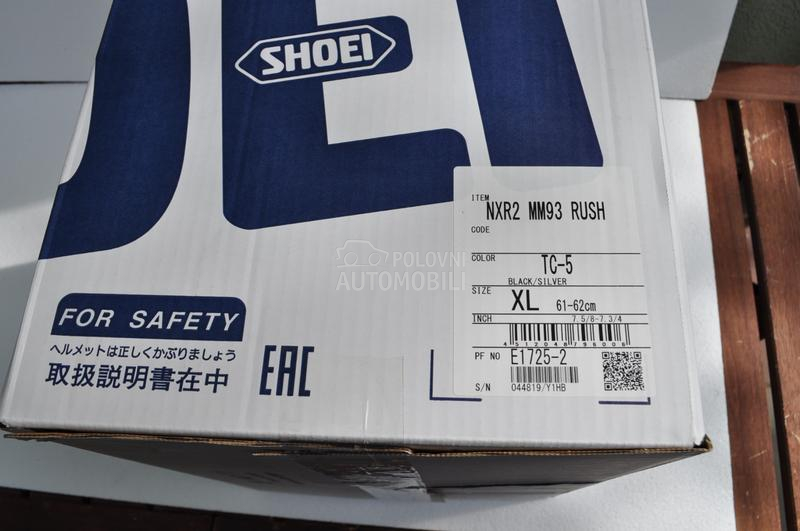 SHOEI
FOR SAFETY
ヘルメットは正しくかぶりましょう
取扱説明書在中
EAC
ITEM NXR2 MM93 RUSH
CODE
COLOR TC-5
BLACK/SILVER
SIZE XL 61-62cm
INCH 7.5/8-7.3/4
4512048796006
PF NO E1725-2
S/N 044819/Y1HB
POLOVNI
AUTOMOBILI